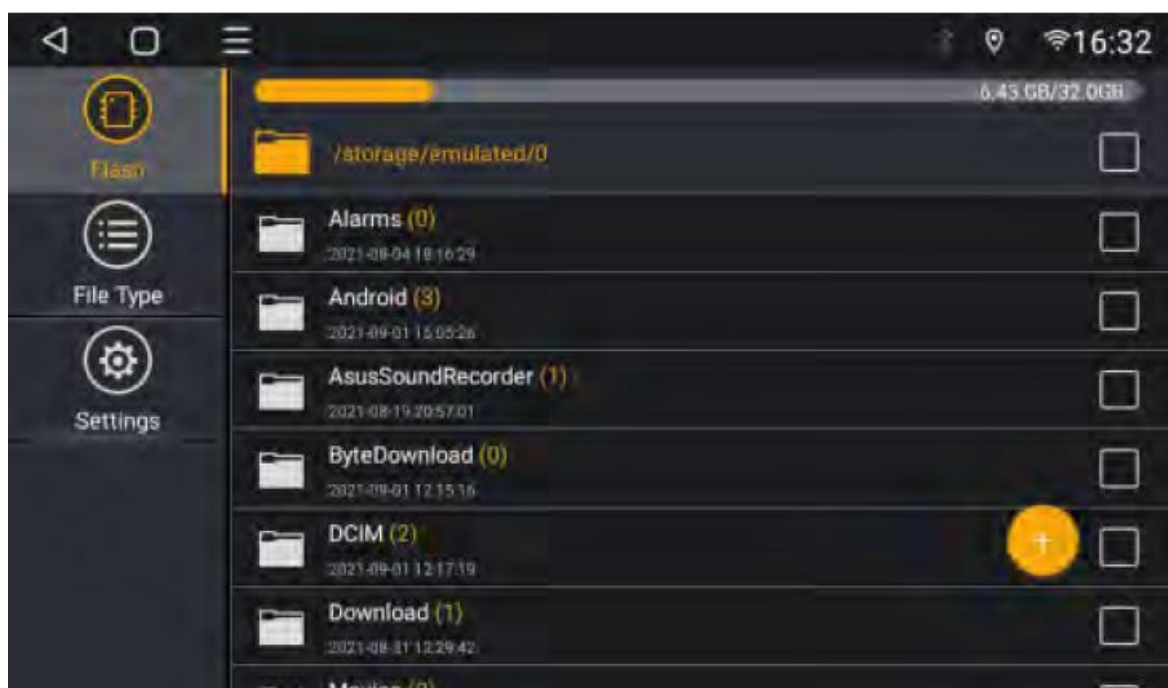 16:32
6.43 GB/32.0GB
Flash
/storage/emulated/0
Alarms (0)
2021-08-04 18:16:29
File Type
Android (3)
2021-09-01 15:05:26
AsusSoundRecorder (1)
2021-08-19 20:57:01
Settings
ByteDownload (0)
2021-09-01 12:15:16
DCIM (2)
2021-09-01 12:17:19
Download (1)
2021-08-31 12:29:42